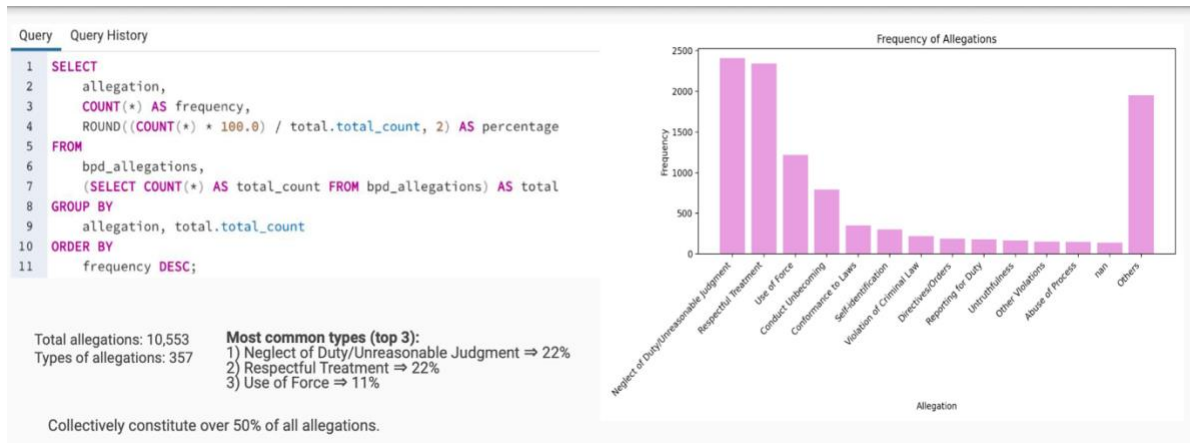 Query Query History
1 SELECT
2 allegation,
3 COUNT(*) AS frequency,
4 ROUND((COUNT(*) * 100.0) / total.total_count, 2) AS percentage
5 FROM
6 bpd_allegations,
7 (SELECT COUNT(*) AS total_count FROM bpd_allegations) AS total
8 GROUP BY
9 allegation, total.total_count
10 ORDER BY
11 frequency DESC;
Total allegations: 10,553
Types of allegations: 357
Most common types (top 3):
1) Neglect of Duty/Unreasonable Judgment ⇒ 22%
2) Respectful Treatment ⇒ 22%
3) Use of Force ⇒ 11%
Collectively constitute over 50% of all allegations.
Frequency of Allegations
Frequency
2500
2000
1500
1000
500
0
Neglect of Duty/Unreasonable Judgment
Respectful Treatment
Use of Force
Conduct Unbecoming
Conformance to Laws
Self-identification
Violation of Criminal Law
Directives/Orders
Reporting for Duty
Untruthfulness
Other Violations
Abuse of Process
nan
Others
Allegation